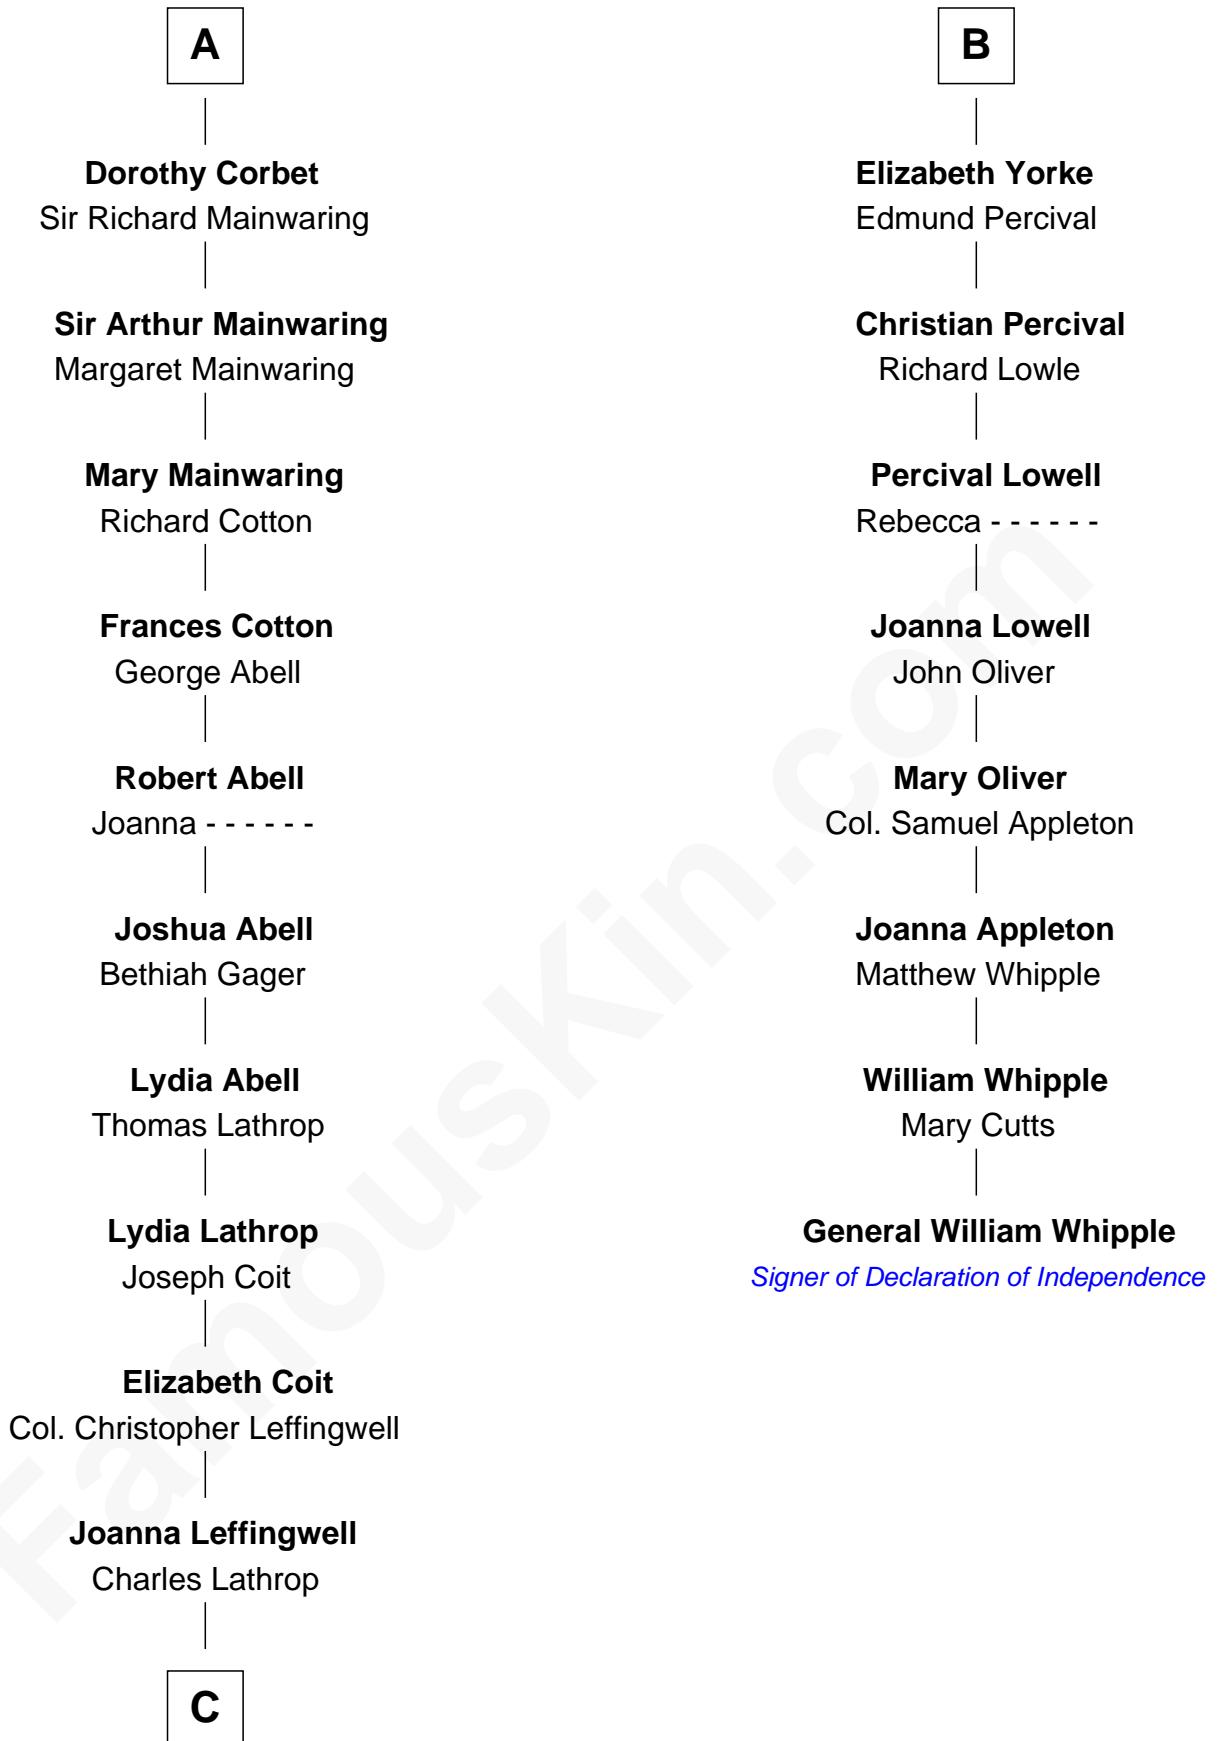 A
Dorothy Corbet
Sir Richard Mainwaring
Sir Arthur Mainwaring
Margaret Mainwaring
Mary Mainwaring
Richard Cotton
Frances Cotton
George Abell
Robert Abell
Joanna - - - - - -
Joshua Abell
Bethiah Gager
Lydia Abell
Thomas Lathrop
Lydia Lathrop
Joseph Coit
Elizabeth Coit
Col. Christopher Leffingwell
Joanna Leffingwell
Charles Lathrop
C
B
Elizabeth Yorke
Edmund Percival
Christian Percival
Richard Lowle
Percival Lowell
Rebecca - - - - - -
Joanna Lowell
John Oliver
Mary Oliver
Col. Samuel Appleton
Joanna Appleton
Matthew Whipple
William Whipple
Mary Cutts
General William Whipple
Signer of Declaration of Independence
FamousKin.com